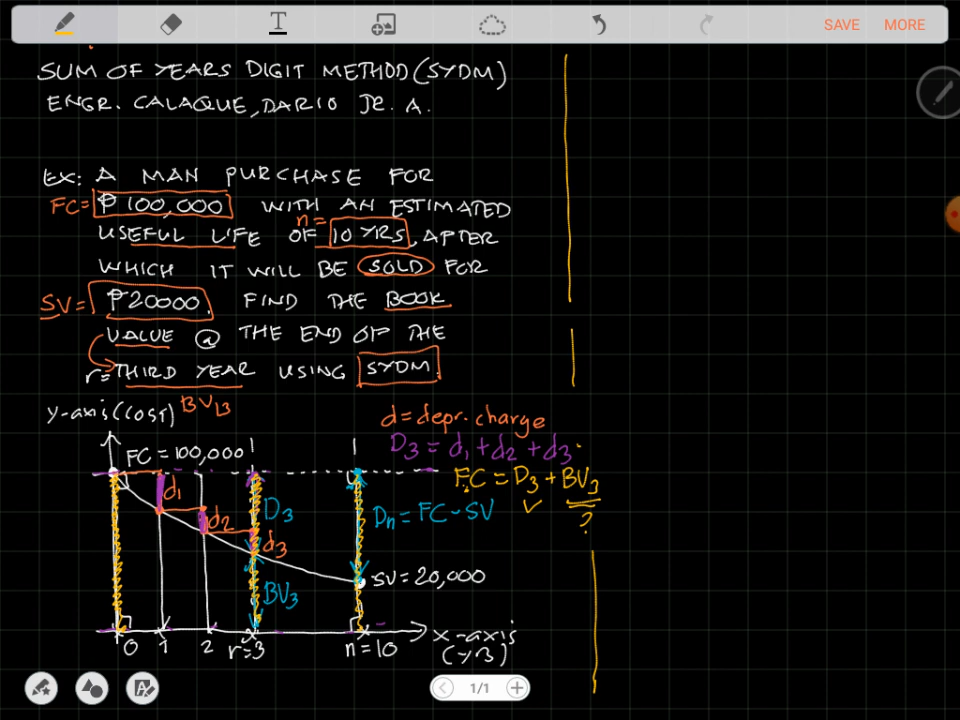 SAVE MORE
SUM OF YEARS DIGIT METHOD (SYDM)
ENGR. CALAQUE, DARIO JR. A.
EX: A MAN PURCHASE FOR
FC= ₱100,000 WITH AN ESTIMATED
n=
USEFUL LIFE OF 10 YRS, AFTER
WHICH IT WILL BE SOLD FOR
SV= ₱20000. FIND THE BOOK
VALUE @ THE END OF THE
r= THIRD YEAR USING SYDM.
y-axis (COST) BV
d = depr. charge
D3 = d1 + d2 + d3
FC = 100,000
FC = D3 + BV3
?
d1
d2
d3
D3
Dn = FC - SV
SV = 20,000
BV3
x-axis
0 1 2 r=3 n=10
1/1